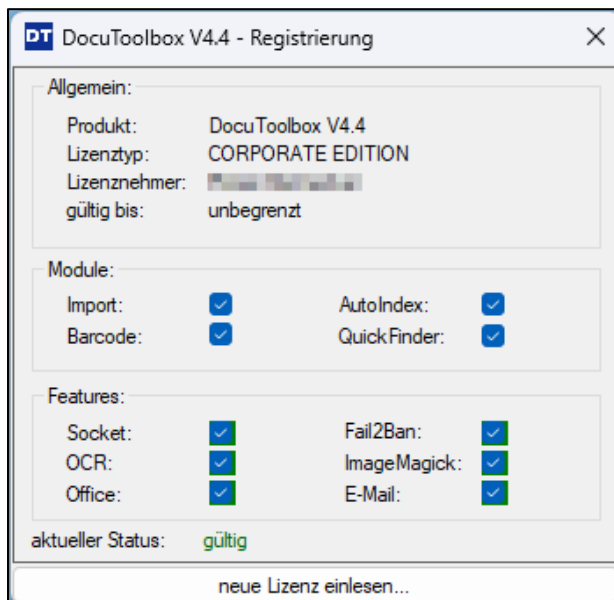 DT DocuToolbox V4.4 - Registrierung
Allgemein:
Produkt: DocuToolbox V4.4
Lizenztyp: CORPORATE EDITION
Lizenznehmer:
gültig bis: unbegrenzt
Module:
Import: AutoIndex:
Barcode: QuickFinder:
Features:
Socket: Fail2Ban:
OCR: ImageMagick:
Office: E-Mail:
aktueller Status: gültig
neue Lizenz einlesen...